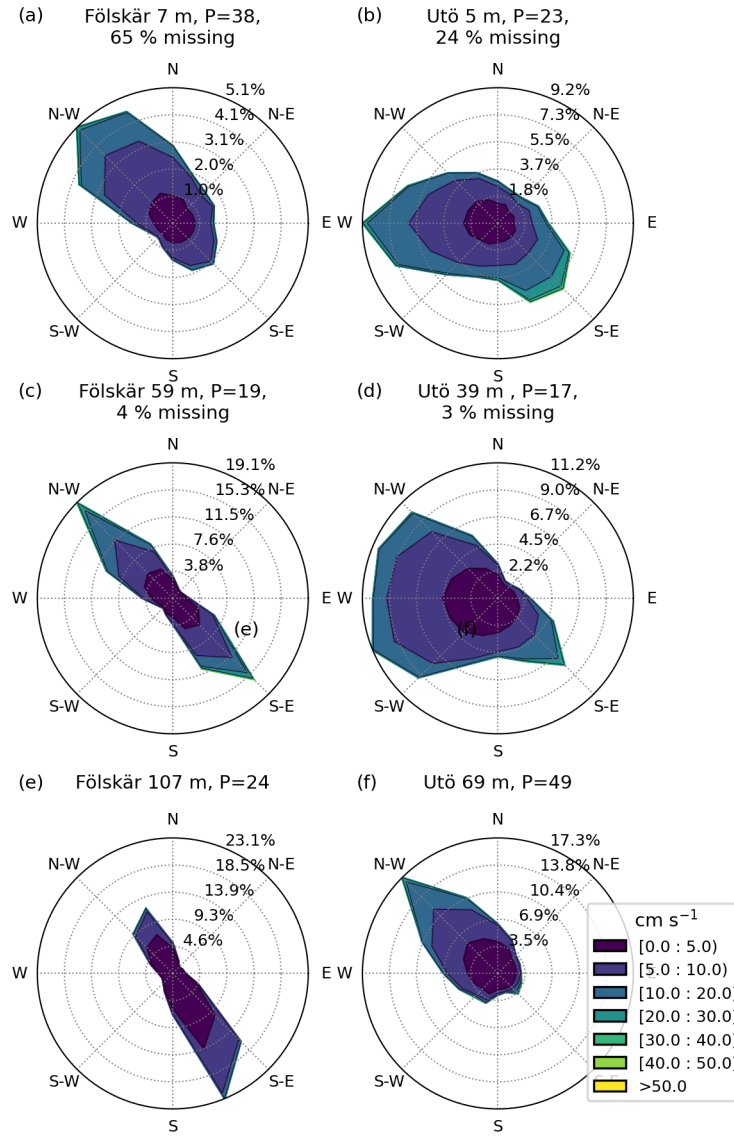 (a) Fölskär 7 m, P=38,
65 % missing
N
5.1%
N-W 4.1% N-E
3.1%
2.0%
1.0%
W E
S-W S-E
S
(b) Utö 5 m, P=23,
24 % missing
N
9.2%
N-W 7.3% N-E
5.5%
3.7%
1.8%
W E
S-W S-E
S
(c) Fölskär 59 m, P=19,
4 % missing
N
19.1%
N-W 15.3% N-E
11.5%
7.6%
3.8%
W E
(e)
S-W S-E
S
(d) Utö 39 m , P=17,
3 % missing
N
11.2%
N-W 9.0% N-E
6.7%
4.5%
2.2%
W E
(f)
S-W S-E
S
(e) Fölskär 107 m, P=24
N
23.1%
N-W 18.5% N-E
13.9%
9.3%
4.6%
W E
S-W S-E
S
(f) Utö 69 m, P=49
N
17.3%
N-W 13.8% N-E
10.4%
6.9%
3.5%
W E
S-W S-E
S
cm s⁻¹
[0.0 : 5.0)
[5.0 : 10.0)
[10.0 : 20.0)
[20.0 : 30.0)
[30.0 : 40.0)
[40.0 : 50.0)
>50.0